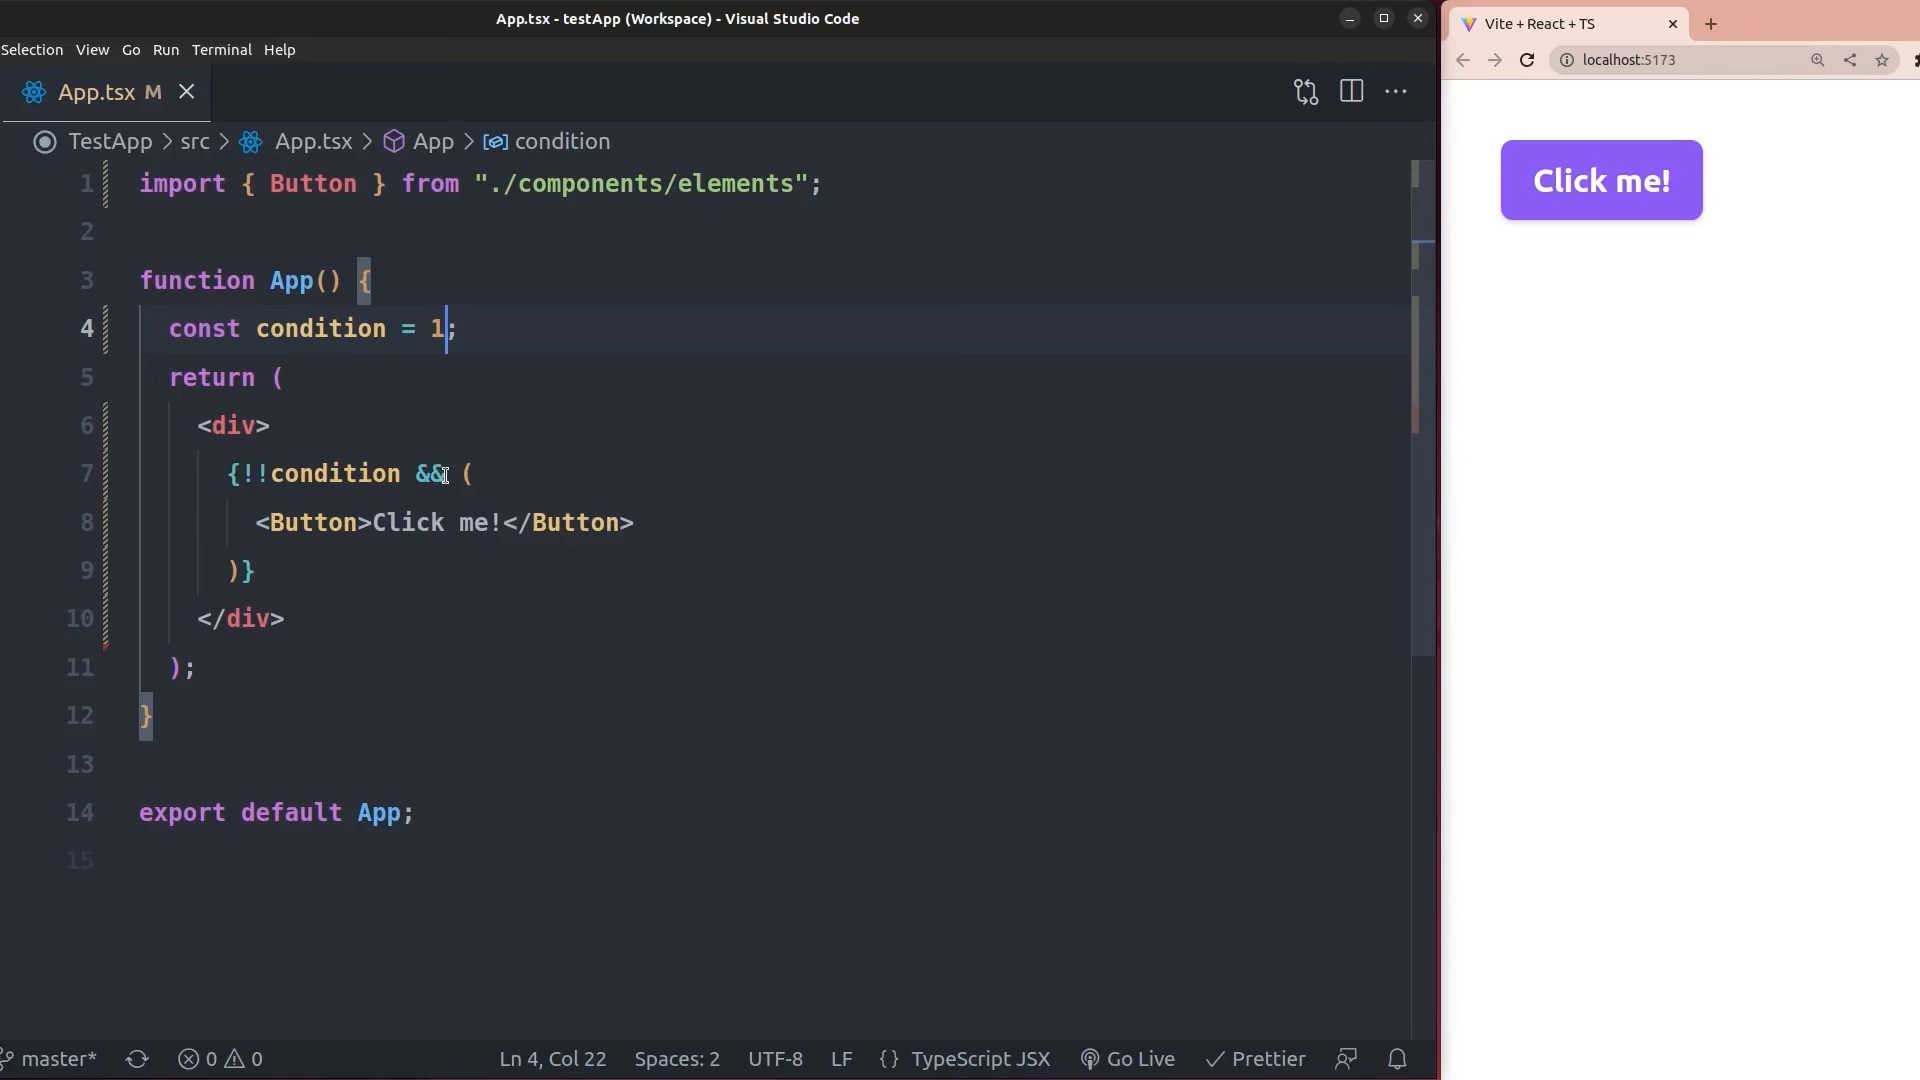 App.tsx - testApp (Workspace) - Visual Studio Code
Selection View Go Run Terminal Help
App.tsx M
TestApp > src > App.tsx > App > condition
1 import { Button } from "./components/elements";
2
3 function App() {
4 const condition = 1;
5 return (
6 <div>
7 {!!condition && (
8 <Button>Click me!</Button>
9 )}
10 </div>
11 );
12 }
13
14 export default App;
15
master* 0 0 Ln 4, Col 22 Spaces: 2 UTF-8 LF {} TypeScript JSX Go Live Prettier
Vite + React + TS
localhost:5173
Click me!